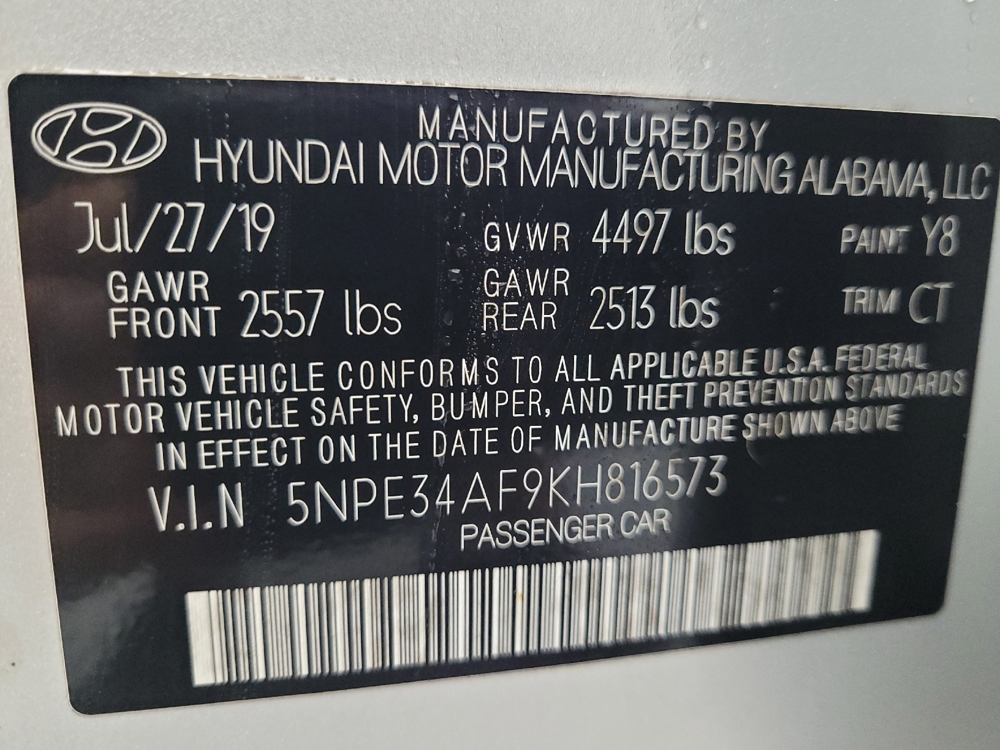 MANUFACTURED BY
HYUNDAI MOTOR MANUFACTURING ALABAMA, LLC
Jul/27/19 GVWR 4497 lbs PAINT Y8
GAWR FRONT 2557 lbs GAWR REAR 2513 lbs TRIM CT
THIS VEHICLE CONFORMS TO ALL APPLICABLE U.S.A. FEDERAL
MOTOR VEHICLE SAFETY, BUMPER, AND THEFT PREVENTION STANDARDS
IN EFFECT ON THE DATE OF MANUFACTURE SHOWN ABOVE
V.I.N 5NPE34AF9KH816573
PASSENGER CAR